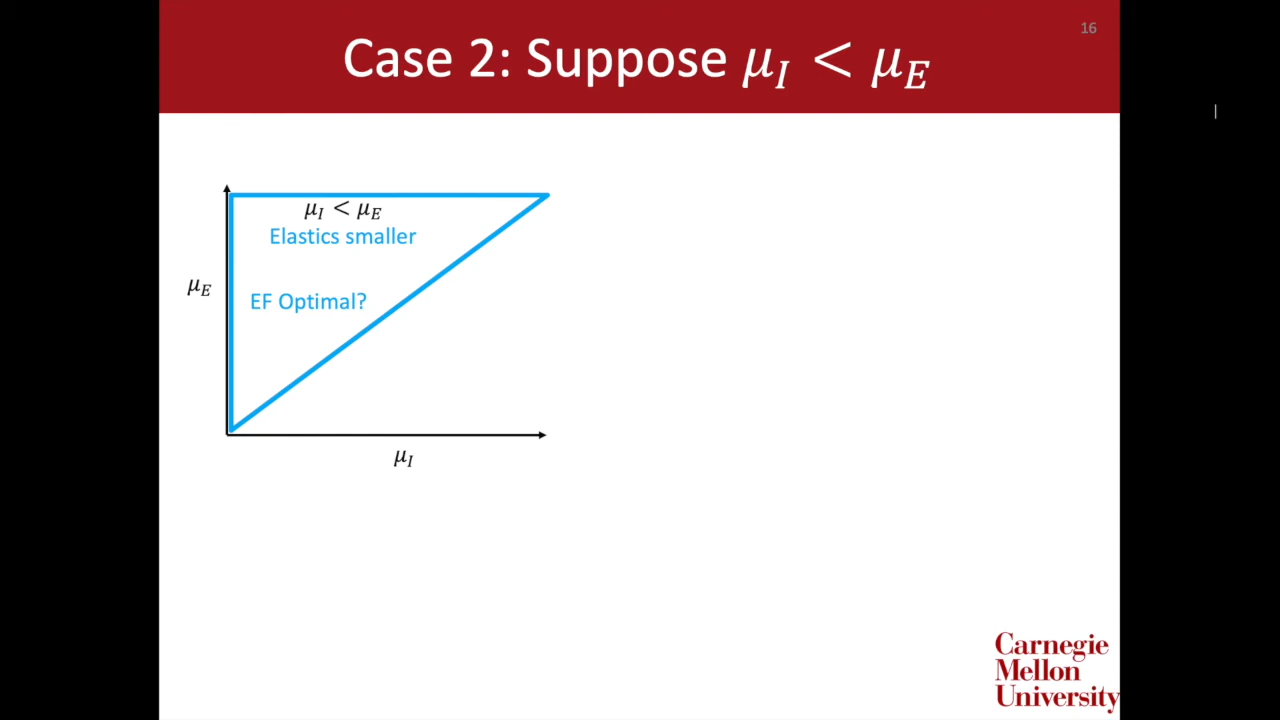 16
Case 2: Suppose μ_I < μ_E
μ_I < μ_E
Elastics smaller
μ_E
EF Optimal?
μ_I
Carnegie
Mellon
University